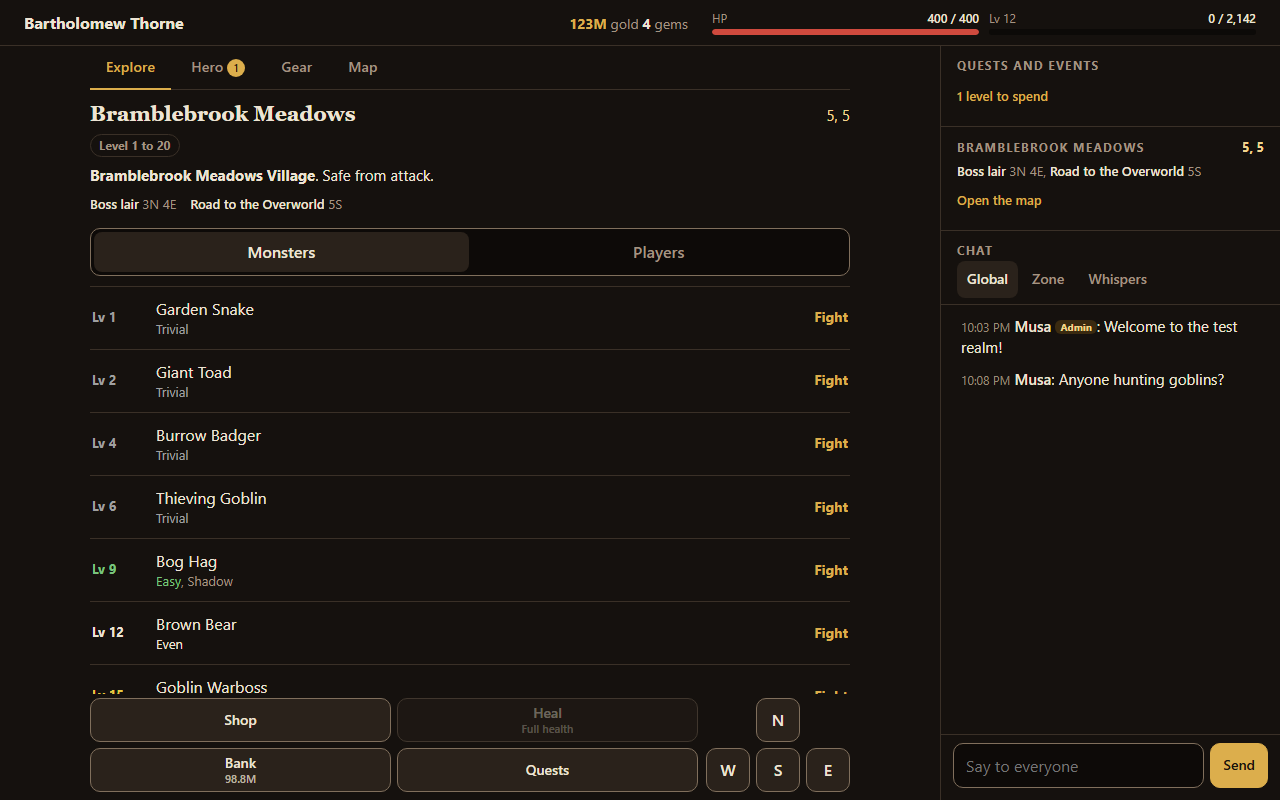 Bartholomew Thorne
123M gold 4 gems
HP 400 / 400
Lv 12 0 / 2,142
Explore
Hero 1
Gear
Map
Bramblebrook Meadows
5, 5
Level 1 to 20
Bramblebrook Meadows Village. Safe from attack.
Boss lair 3N 4E Road to the Overworld 5S
Monsters
Players
Lv 1
Garden Snake
Trivial
Fight
Lv 2
Giant Toad
Trivial
Fight
Lv 4
Burrow Badger
Trivial
Fight
Lv 6
Thieving Goblin
Trivial
Fight
Lv 9
Bog Hag
Easy, Shadow
Fight
Lv 12
Brown Bear
Even
Fight
Goblin Warboss
Shop
Heal
Full health
N
Bank
98.8M
Quests
W
S
E
QUESTS AND EVENTS
1 level to spend
BRAMBLEBROOK MEADOWS
5, 5
Boss lair 3N 4E, Road to the Overworld 5S
Open the map
CHAT
Global
Zone
Whispers
10:03 PM Musa Admin: Welcome to the test
realm!
10:08 PM Musa: Anyone hunting goblins?
Say to everyone
Send